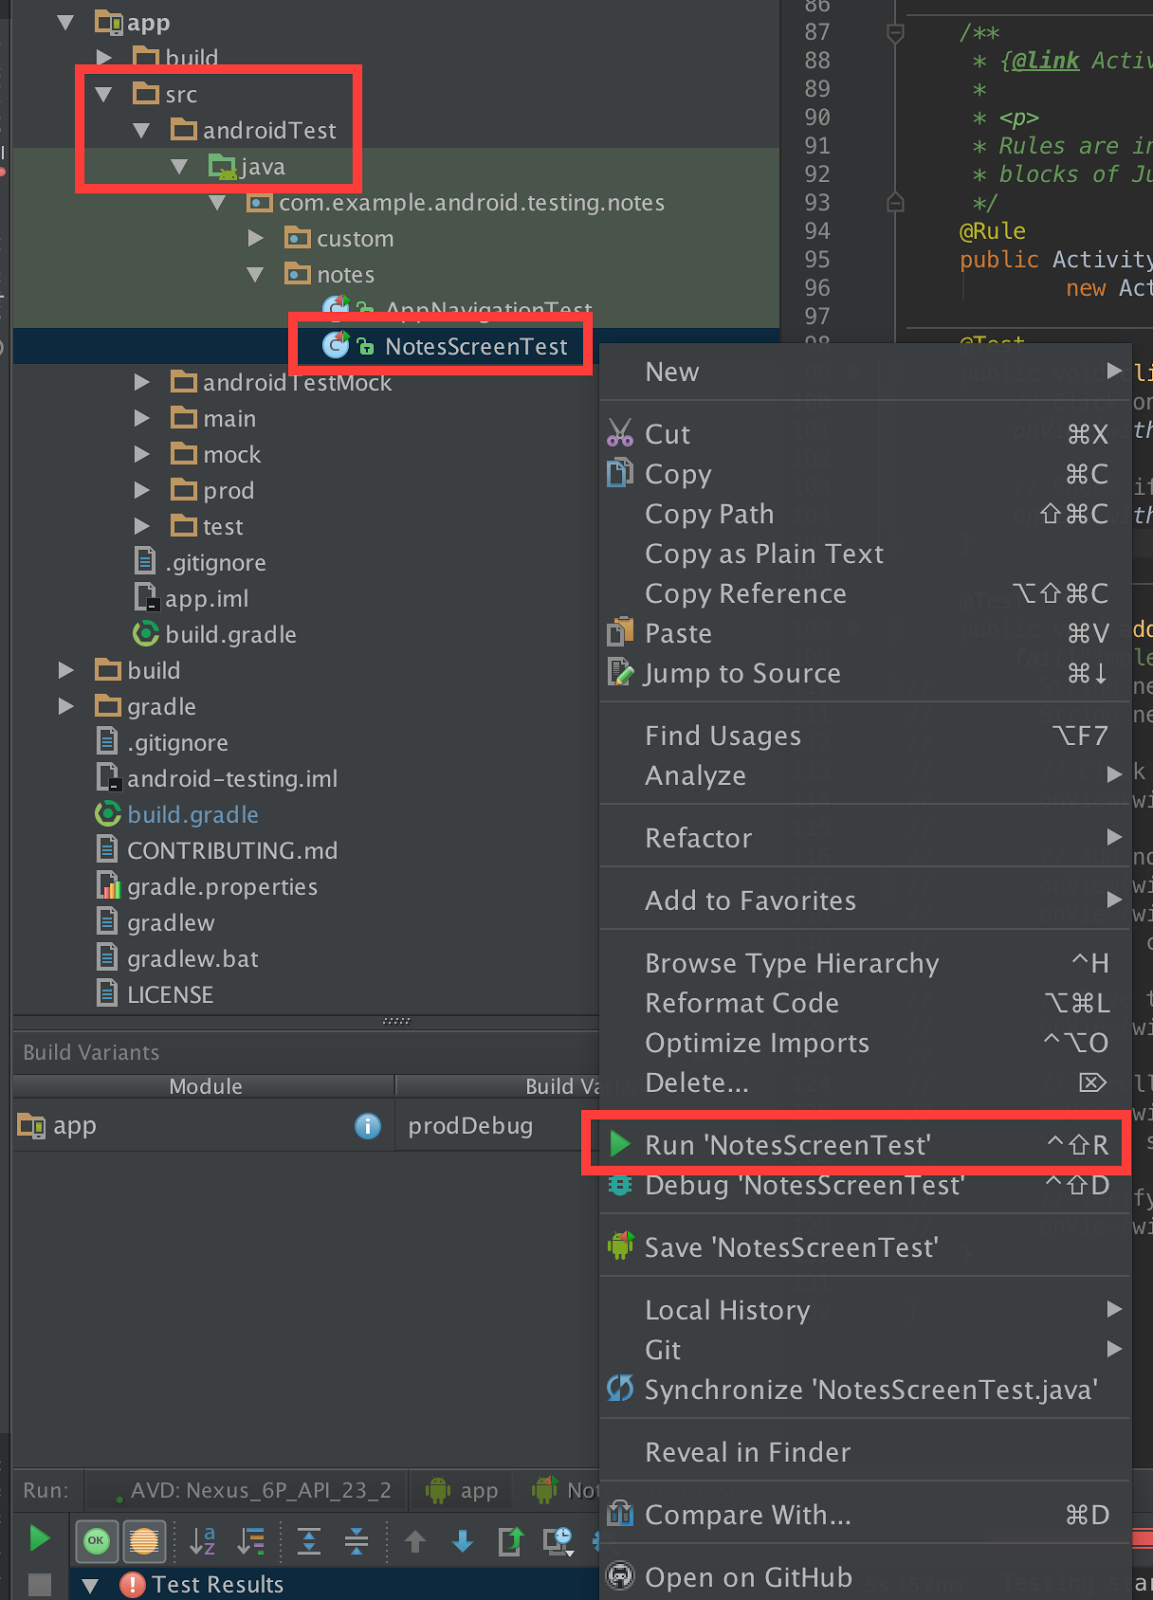 app
build
src
androidTest
java
com.example.android.testing.notes
custom
notes
AppNavigationTest
NotesScreenTest
androidTestMock
main
mock
prod
test
.gitignore
app.iml
build.gradle
build
gradle
.gitignore
android-testing.iml
build.gradle
CONTRIBUTING.md
gradle.properties
gradlew
gradlew.bat
LICENSE
Build Variants
Module
app prodDebug
Run: AVD: Nexus_6P_API_23_2 app
OK
Test Results
86
87 /**
88 * {@link Activ
89 *
90 * <p>
91 * Rules are in
92 * blocks of Ju
93 */
94 @Rule
95 public Activity
96 new Act
97
98 @Test
New
Cut ⌘X
Copy ⌘C
Copy Path ⇧⌘C
Copy as Plain Text
Copy Reference ⌥⇧⌘C
Paste ⌘V
Jump to Source ⌘↓
Find Usages ⌥F7
Analyze
Refactor
Add to Favorites
Browse Type Hierarchy ^H
Reformat Code ⌥⌘L
Optimize Imports ^⌥O
Delete... ⌦
Run 'NotesScreenTest' ^⇧R
Debug 'NotesScreenTest' ^⇧D
Save 'NotesScreenTest'
Local History
Git
Synchronize 'NotesScreenTest.java'
Reveal in Finder
Compare With... ⌘D
Open on GitHub